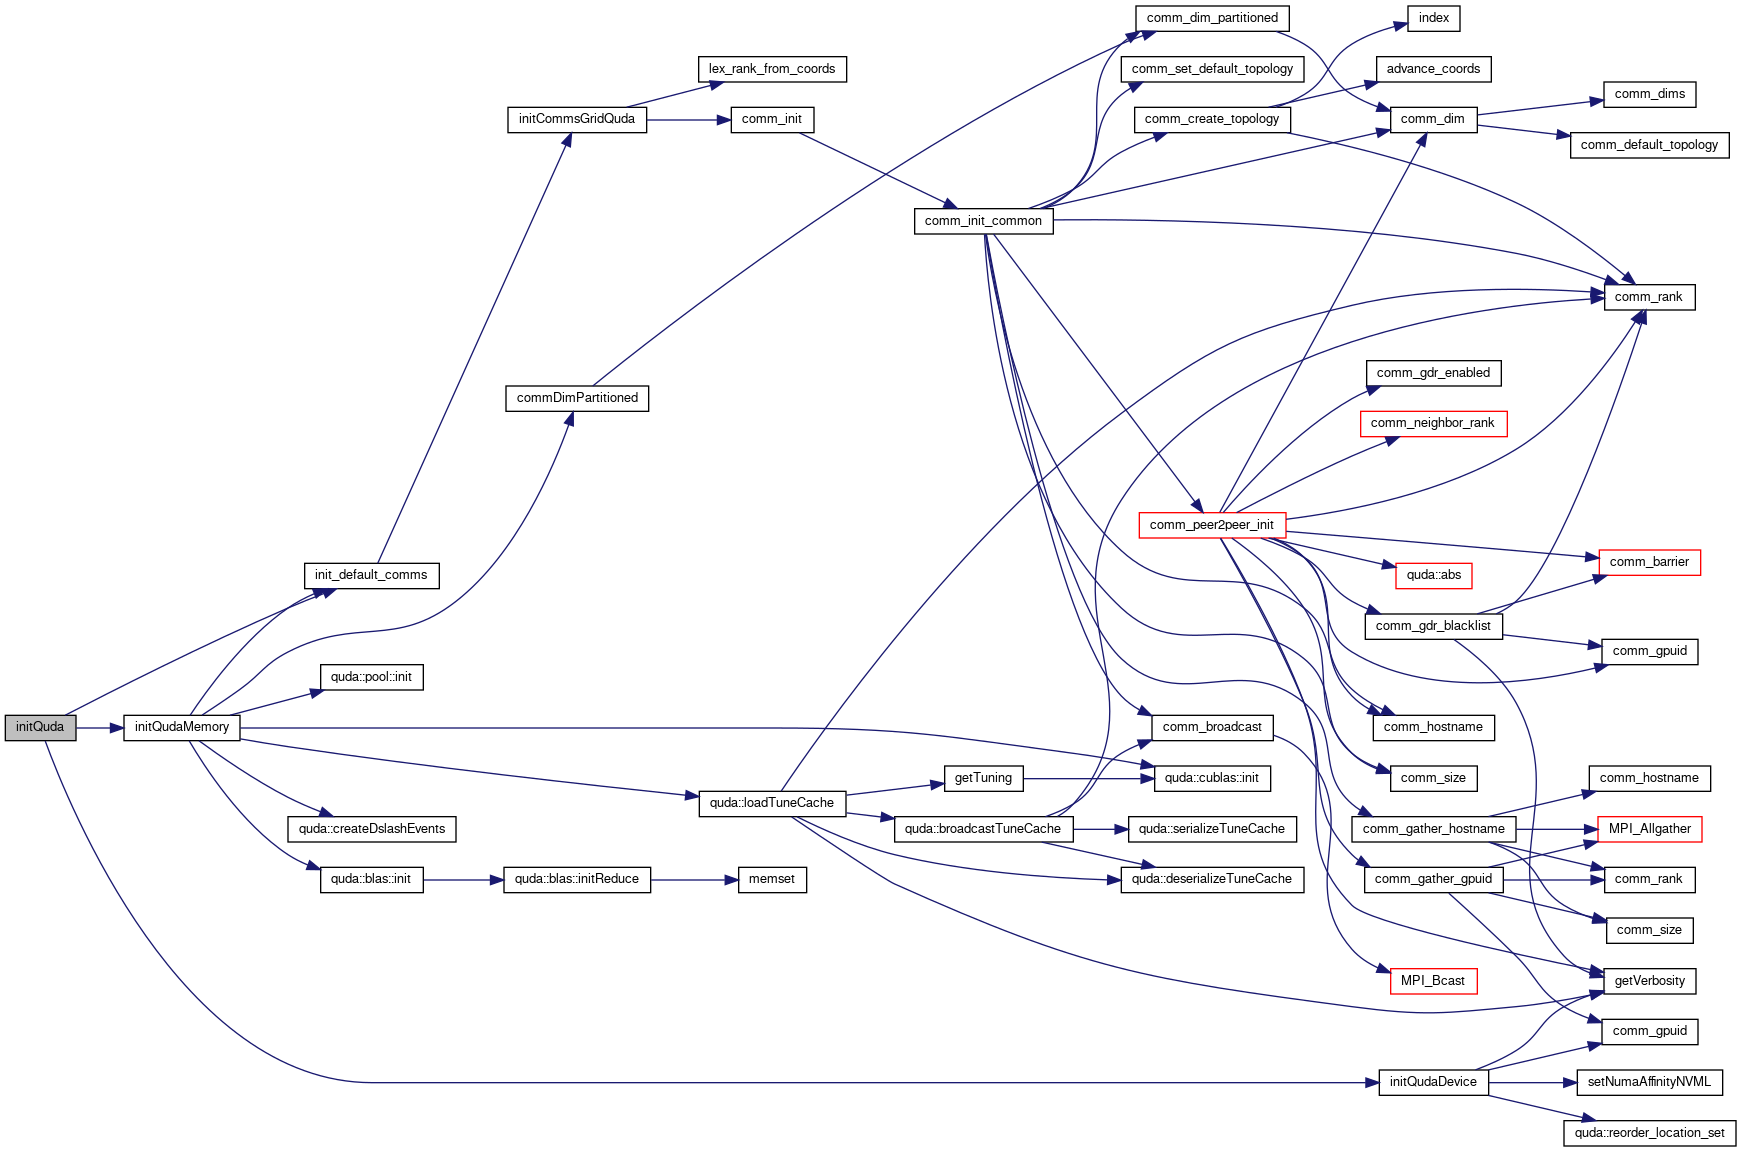 comm_dim_partitioned
index
lex_rank_from_coords
comm_set_default_topology
advance_coords
comm_dims
initCommsGridQuda
comm_init
comm_create_topology
comm_dim
comm_default_topology
comm_init_common
comm_rank
commDimPartitioned
comm_gdr_enabled
comm_neighbor_rank
comm_peer2peer_init
comm_barrier
init_default_comms
quda::abs
comm_gdr_blacklist
comm_gpuid
quda::pool::init
initQuda
initQudaMemory
comm_broadcast
comm_hostname
getTuning
quda::cublas::init
comm_size
comm_hostname
quda::loadTuneCache
quda::createDslashEvents
quda::broadcastTuneCache
quda::serializeTuneCache
comm_gather_hostname
MPI_Allgather
quda::blas::init
quda::blas::initReduce
memset
quda::deserializeTuneCache
comm_gather_gpuid
comm_rank
comm_size
MPI_Bcast
getVerbosity
comm_gpuid
initQudaDevice
setNumaAffinityNVML
quda::reorder_location_set